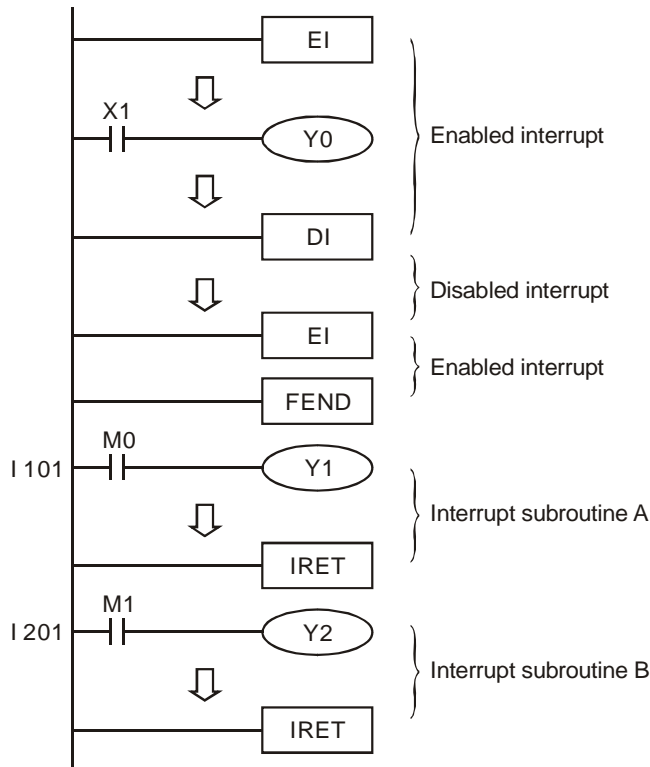 EI
X1
Y0
Enabled interrupt
DI
Disabled interrupt
EI
Enabled interrupt
FEND
M0
I 101
Y1
Interrupt subroutine A
IRET
M1
I 201
Y2
Interrupt subroutine B
IRET